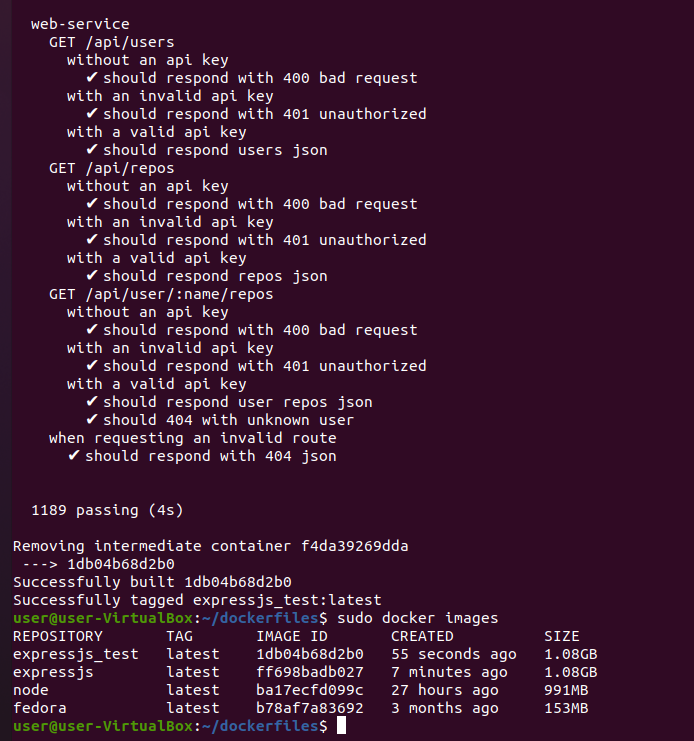 web-service
GET /api/users
without an api key
✔ should respond with 400 bad request
with an invalid api key
✔ should respond with 401 unauthorized
with a valid api key
✔ should respond users json
GET /api/repos
without an api key
✔ should respond with 400 bad request
with an invalid api key
✔ should respond with 401 unauthorized
with a valid api key
✔ should respond repos json
GET /api/user/:name/repos
without an api key
✔ should respond with 400 bad request
with an invalid api key
✔ should respond with 401 unauthorized
with a valid api key
✔ should respond user repos json
✔ should 404 with unknown user
when requesting an invalid route
✔ should respond with 404 json
1189 passing (4s)
Removing intermediate container f4da39269dda
---> 1db04b68d2b0
Successfully built 1db04b68d2b0
Successfully tagged expressjs_test:latest
user@user-VirtualBox:~/dockerfiles$ sudo docker images
REPOSITORY TAG IMAGE ID CREATED SIZE
expressjs_test latest 1db04b68d2b0 55 seconds ago 1.08GB
expressjs latest ff698badb027 7 minutes ago 1.08GB
node latest ba17ecfd099c 27 hours ago 991MB
fedora latest b78af7a83692 3 months ago 153MB
user@user-VirtualBox:~/dockerfiles$